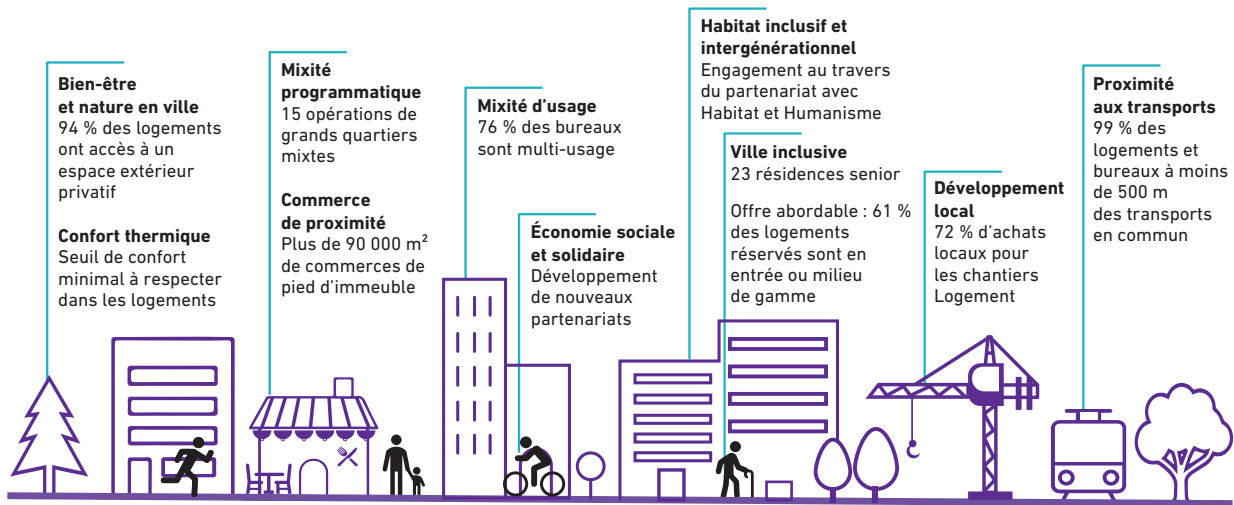 Bien-être
et nature en ville
94 % des logements
ont accès à un
espace extérieur
privatif
Confort thermique
Seuil de confort
minimal à respecter
dans les logements
Mixité
programmatique
15 opérations de
grands quartiers
mixtes
Commerce
de proximité
Plus de 90 000 m²
de commerces de
pied d'immeuble
Mixité d'usage
76 % des bureaux
sont multi-usage
Économie sociale
et solidaire
Développement
de nouveaux
partenariats
Habitat inclusif et
intergénérationnel
Engagement au travers
du partenariat avec
Habitat et Humanisme
Ville inclusive
23 résidences senior
Offre abordable : 61 %
des logements
réservés sont en
entrée ou milieu
de gamme
Développement
local
72 % d'achats
locaux pour
les chantiers
Logement
Proximité
aux transports
99 % des
logements et
bureaux à moins
de 500 m
des transports
en commun